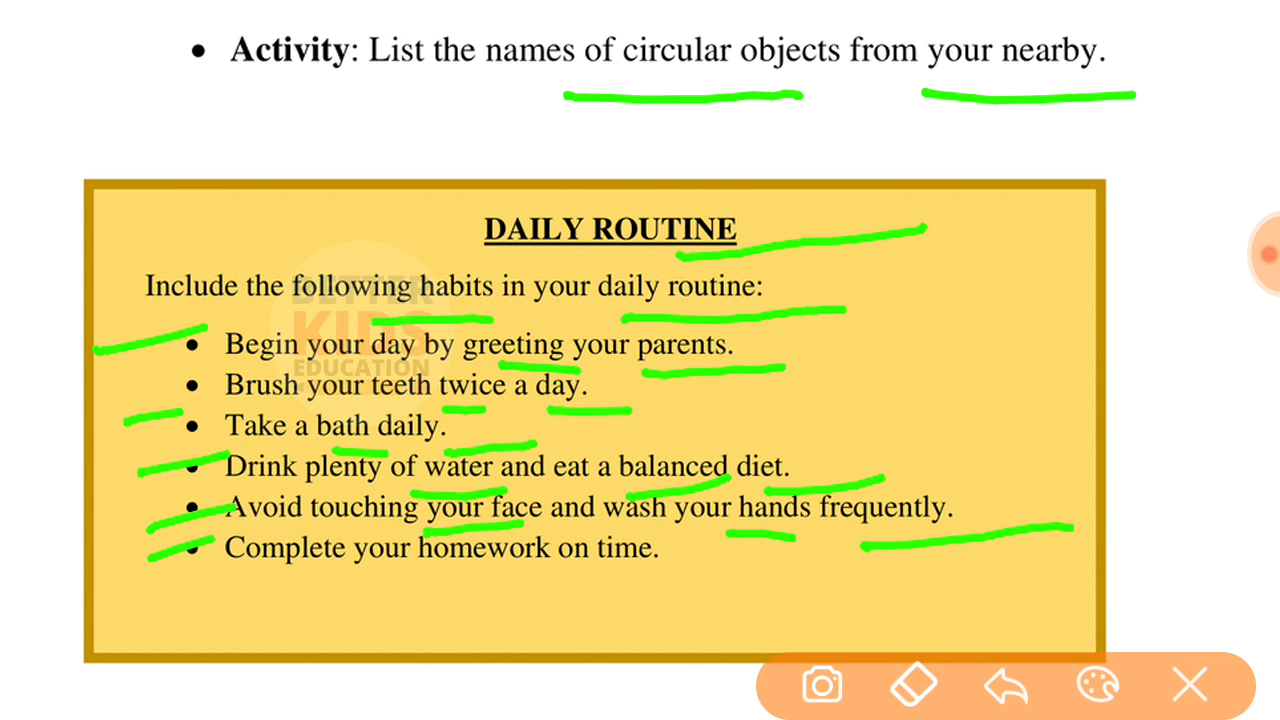 • Activity: List the names of circular objects from your nearby.
DAILY ROUTINE
Include the following habits in your daily routine:
• Begin your day by greeting your parents.
• Brush your teeth twice a day.
• Take a bath daily.
• Drink plenty of water and eat a balanced diet.
• Avoid touching your face and wash your hands frequently.
• Complete your homework on time.
BETTER
KIDS
EDUCATION